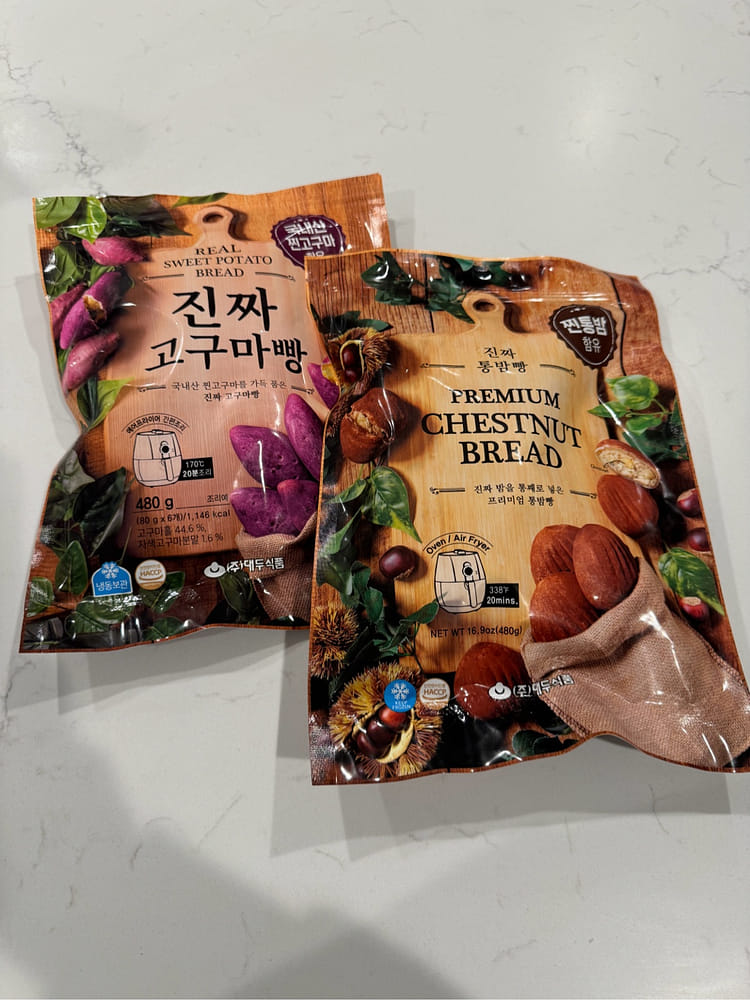 REAL
SWEET POTATO
BREAD
진짜
고구마빵
국내산 찐고구마를 가득 품은
진짜 고구마빵
국내산
찐고구마
함유
에어프라이어 간편조리
170℃
20분조리
480 g
조리예
(80 g x 6개)/1,146 kcal
고구마홀 44.6 %,
자색고구마분말 1.6 %
냉동보관
HACCP
(주)대두식품
진짜
통밤빵
PREMIUM
CHESTNUT
BREAD
진짜 밤을 통째로 넣은
프리미엄 통밤빵
찐통밤
함유
Oven / Air Fryer
338°F
20mins.
NET WT 16.9oz(480g)
KEEP
FROZEN
HACCP
(주)대두식품